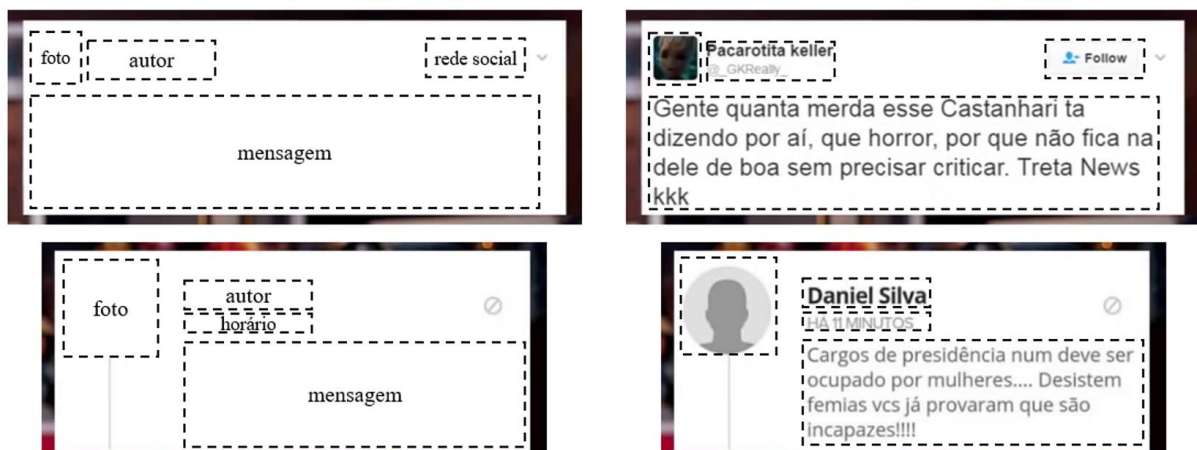 foto
autor
rede social
mensagem
Pacarotita keller
@_GKReally_
Follow
Gente quanta merda esse Castanhari ta
dizendo por aí, que horror, por que não fica na
dele de boa sem precisar criticar. Treta News
kkk
foto
autor
horário
mensagem
Daniel Silva
HÁ 11 MINUTOS
Cargos de presidência num deve ser
ocupado por mulheres.... Desistem
femias vcs já provaram que são
incapazes!!!!